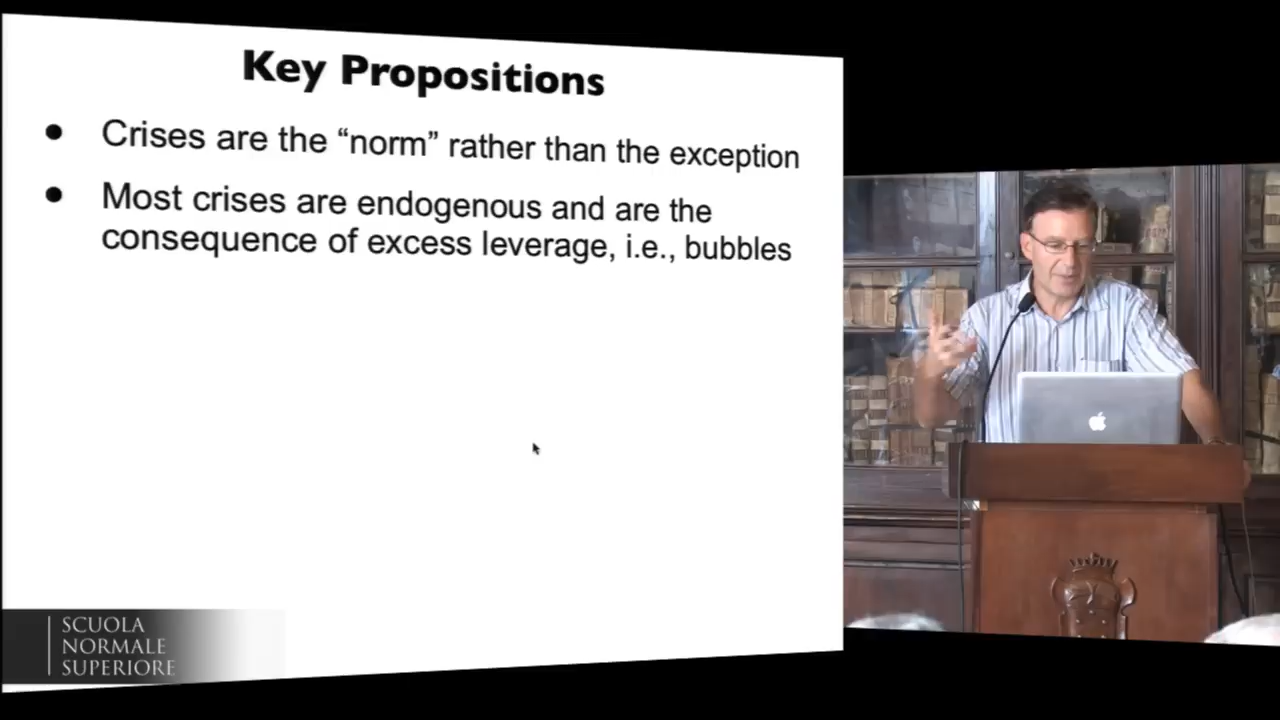 Key Propositions
• Crises are the “norm” rather than the exception
• Most crises are endogenous and are the
consequence of excess leverage, i.e., bubbles
SCUOLA
NORMALE
SUPERIORE